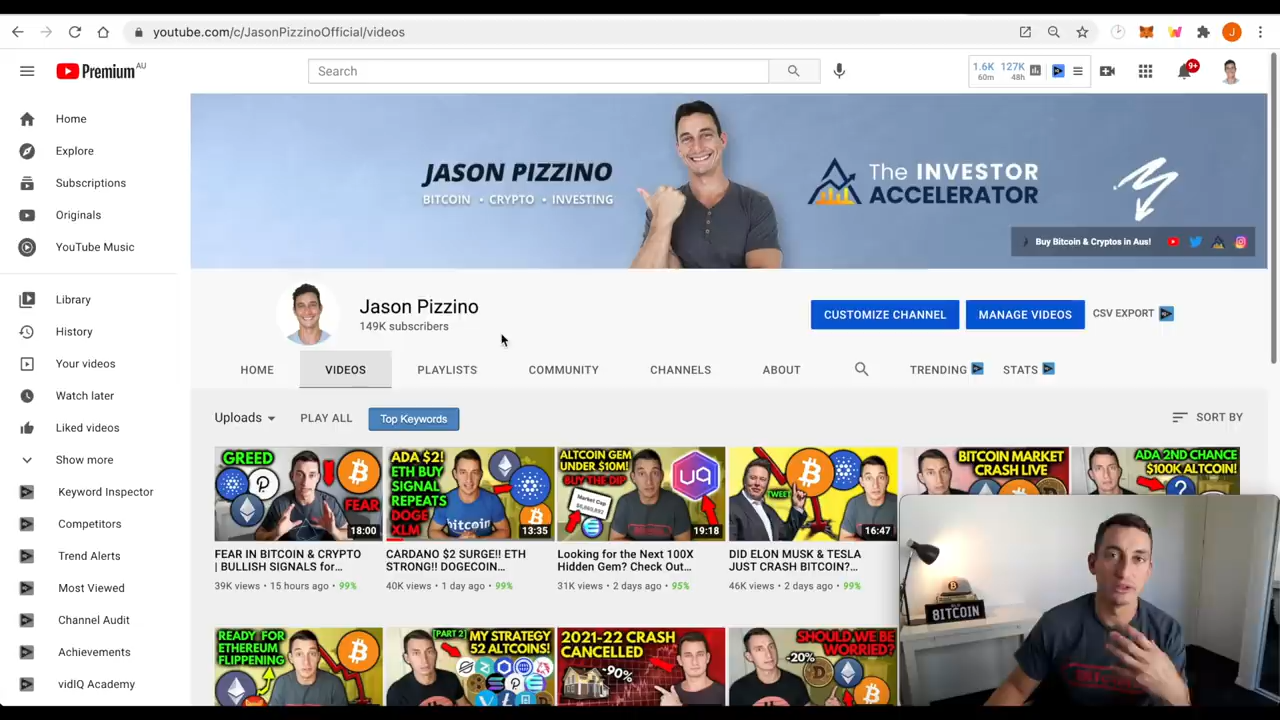 youtube.com/c/JasonPizzinoOfficial/videos
J
Premium AU
Search
1.6K 127K
60m 48h
9+
Home
Explore
Subscriptions
Originals
YouTube Music
Library
History
Your videos
Watch later
Liked videos
Show more
Keyword Inspector
Competitors
Trend Alerts
Most Viewed
Channel Audit
Achievements
vidIQ Academy
JASON PIZZINO
BITCOIN • CRYPTO • INVESTING
The INVESTOR
ACCELERATOR
Buy Bitcoin & Cryptos in Aus!
Jason Pizzino
149K subscribers
CUSTOMIZE CHANNEL
MANAGE VIDEOS
CSV EXPORT
HOME VIDEOS PLAYLISTS COMMUNITY CHANNELS ABOUT TRENDING STATS
Uploads PLAY ALL Top Keywords SORT BY
GREED
FEAR
18:00
FEAR IN BITCOIN & CRYPTO
| BULLISH SIGNALS for...
39K views • 15 hours ago • 99%
ADA $2!
ETH BUY
SIGNAL
REPEATS
DOGE
XLM
bitcoin
13:35
CARDANO $2 SURGE!! ETH
STRONG!! DOGECOIN...
40K views • 1 day ago • 99%
ALTCOIN GEM
UNDER $10M!
BUY THE DIP
Market Cap
19:18
Looking for the Next 100X
Hidden Gem? Check Out...
31K views • 2 days ago • 95%
TWEET
16:47
DID ELON MUSK & TESLA
JUST CRASH BITCOIN?...
46K views • 2 days ago • 99%
BITCOIN MARKET
CRASH LIVE
ADA 2ND CHANCE
$100K ALTCOIN!
?
READY FOR
ETHEREUM
FLIPPENING
[PART 2] MY STRATEGY
52 ALTCOINS!
2021-22 CRASH
CANCELLED
-90%
SHOULD WE BE
WORRIED?
-20%
BITCOIN